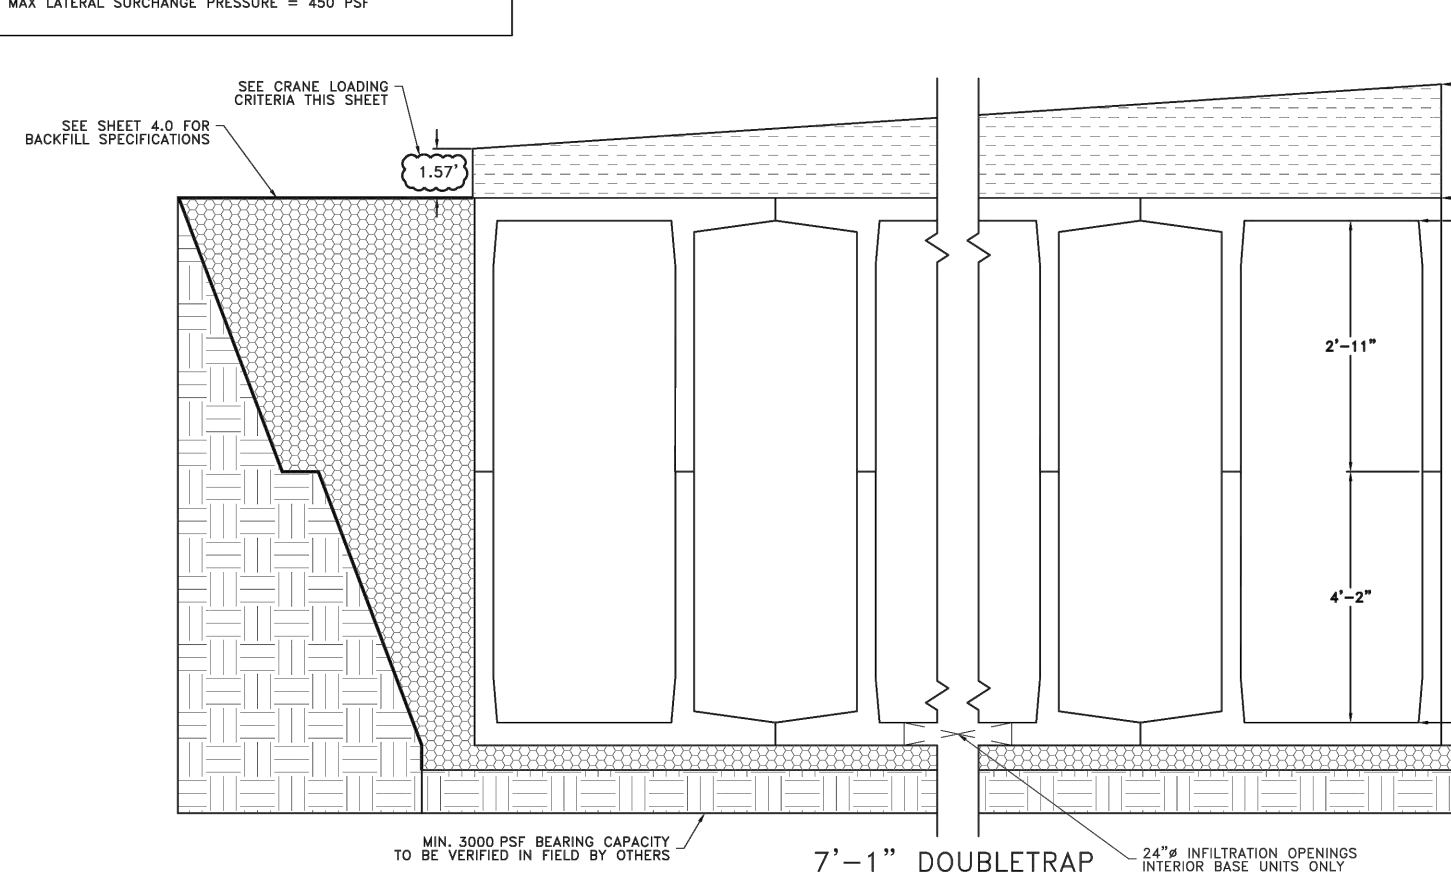 MAX LATERAL SURCHANGE PRESSURE = 450 PSF
SEE CRANE LOADING
CRITERIA THIS SHEET
SEE SHEET 4.0 FOR
BACKFILL SPECIFICATIONS
1.57'
2'-11"
4'-2"
MIN. 3000 PSF BEARING CAPACITY
TO BE VERIFIED IN FIELD BY OTHERS
7'-1" DOUBLETRAP
24"ø INFILTRATION OPENINGS
INTERIOR BASE UNITS ONLY